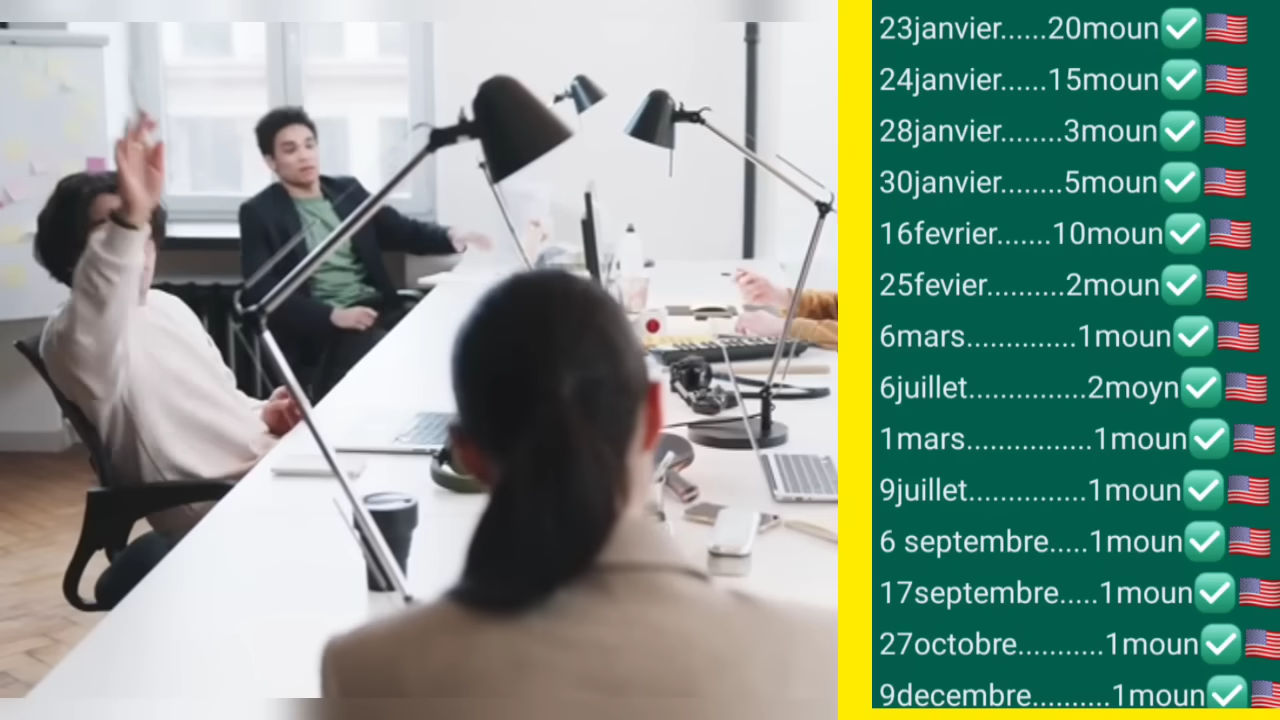 23janvier......20moun✅🇺🇸
24janvier......15moun✅🇺🇸
28janvier........3moun✅🇺🇸
30janvier........5moun✅🇺🇸
16fevrier.......10moun✅🇺🇸
25fevier..........2moun✅🇺🇸
6mars..............1moun✅🇺🇸
6juillet...............2moyn✅🇺🇸
1mars.................1moun✅🇺🇸
9juillet...............1moun✅🇺🇸
6 septembre.....1moun✅🇺🇸
17septembre.....1moun✅🇺🇸
27octobre...........1moun✅🇺🇸
9decembre..........1moun✅🇺🇸